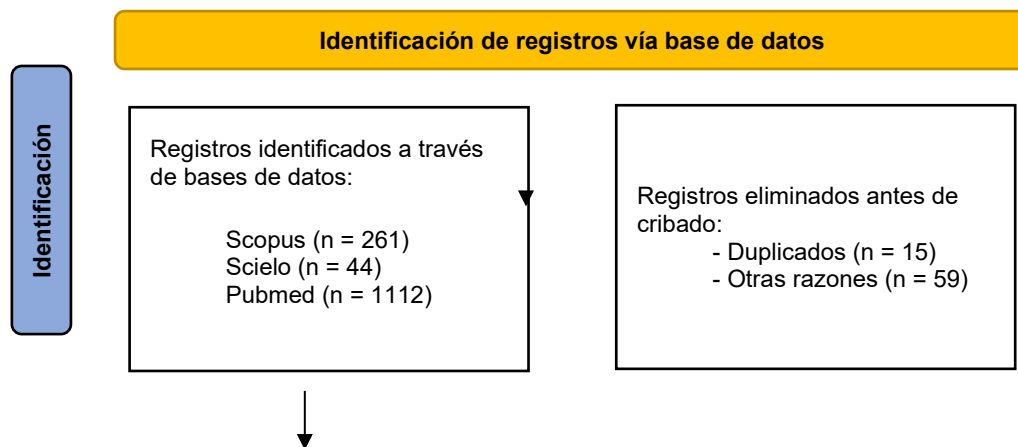 Identificación de registros vía base de datos
Identificación
Registros identificados a través
de bases de datos:
Scopus (n = 261)
Scielo (n = 44)
Pubmed (n = 1112)
Registros eliminados antes de
cribado:
- Duplicados (n = 15)
- Otras razones (n = 59)